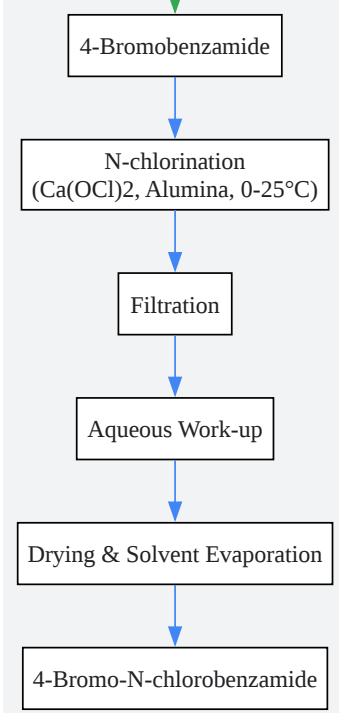 4-Bromobenzamide
N-chlorination
(Ca(OCl)2, Alumina, 0-25°C)
Filtration
Aqueous Work-up
Drying & Solvent Evaporation
4-Bromo-N-chlorobenzamide